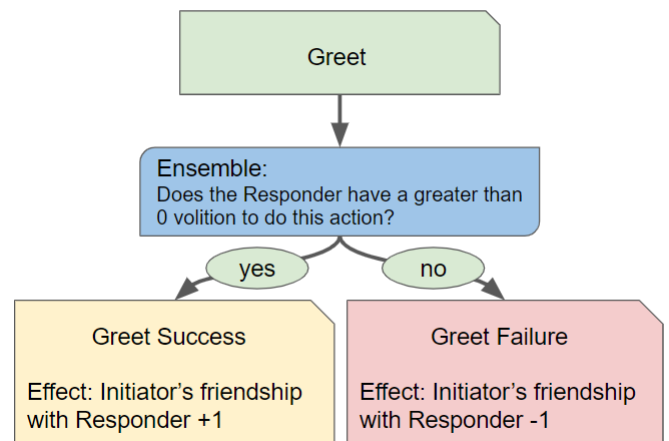 Greet
Ensemble:
Does the Responder have a greater than
0 volition to do this action?
yes
no
Greet Success
Effect: Initiator's friendship
with Responder +1
Greet Failure
Effect: Initiator's friendship
with Responder -1